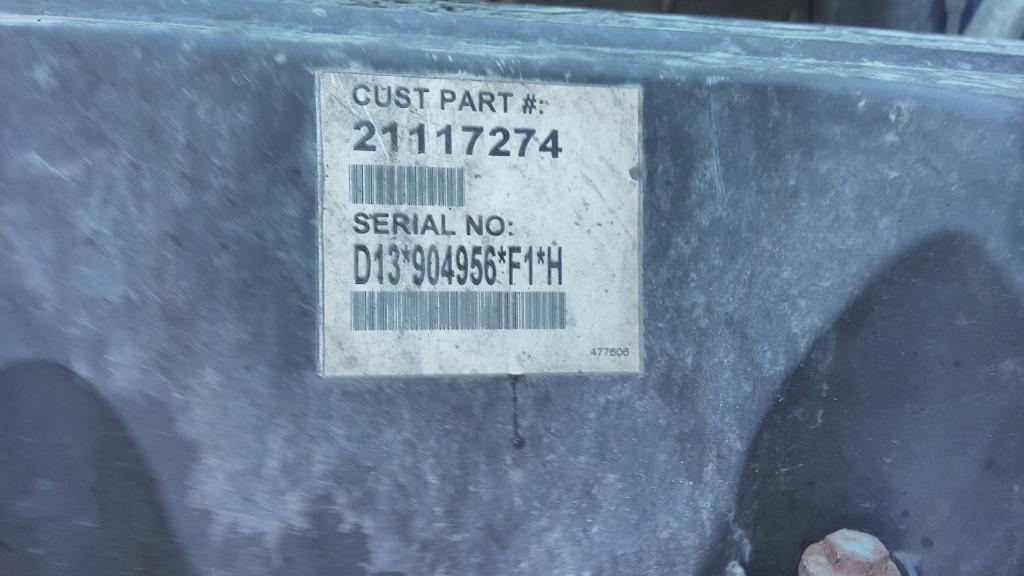 CUST PART #:
21117274
SERIAL NO:
D13*904956*F1*H
477606